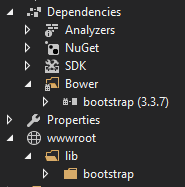 Dependencies
Analyzers
NuGet
SDK
Bower
bootstrap (3.3.7)
Properties
wwwroot
lib
bootstrap